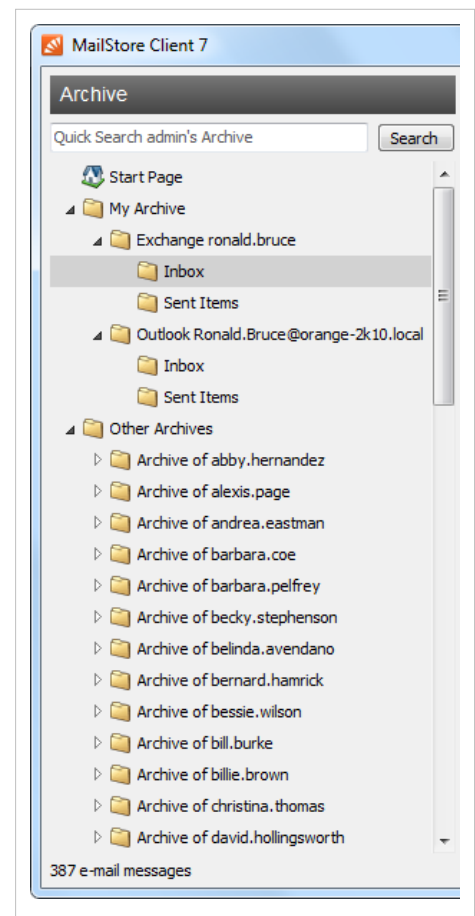 MailStore Client 7
Archive
Quick Search admin's Archive Search
Start Page
My Archive
Exchange ronald.bruce
Inbox
Sent Items
Outlook Ronald.Bruce@orange-2k10.local
Inbox
Sent Items
Other Archives
Archive of abby.hernandez
Archive of alexis.page
Archive of andrea.eastman
Archive of barbara.coe
Archive of barbara.pelfrey
Archive of becky.stephenson
Archive of belinda.avendano
Archive of bernard.hamrick
Archive of bessie.wilson
Archive of bill.burke
Archive of billie.brown
Archive of christina.thomas
Archive of david.hollingsworth
387 e-mail messages